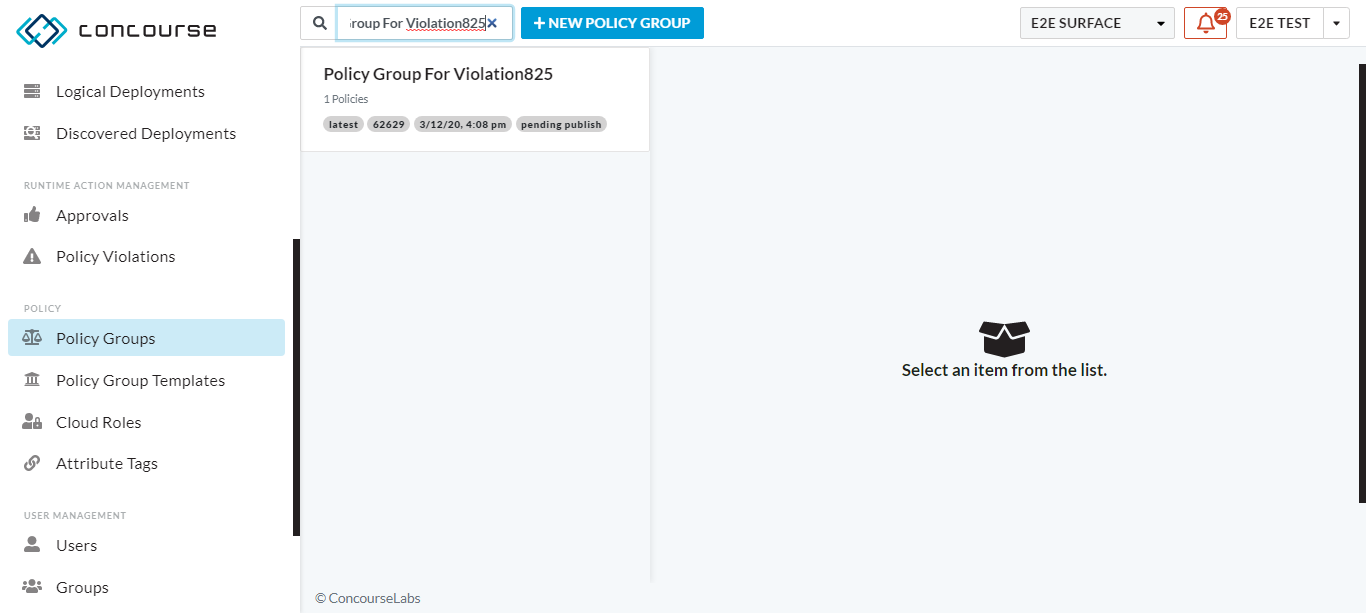 concourse
roup For Violation825
NEW POLICY GROUP
E2E SURFACE
25
E2E TEST
Logical Deployments
Discovered Deployments
RUNTIME ACTION MANAGEMENT
Approvals
Policy Violations
POLICY
Policy Groups
Policy Group Templates
Cloud Roles
Attribute Tags
USER MANAGEMENT
Users
Groups
Policy Group For Violation825
1 Policies
latest 62629 3/12/20, 4:08 pm pending publish
Select an item from the list.
© ConcourseLabs